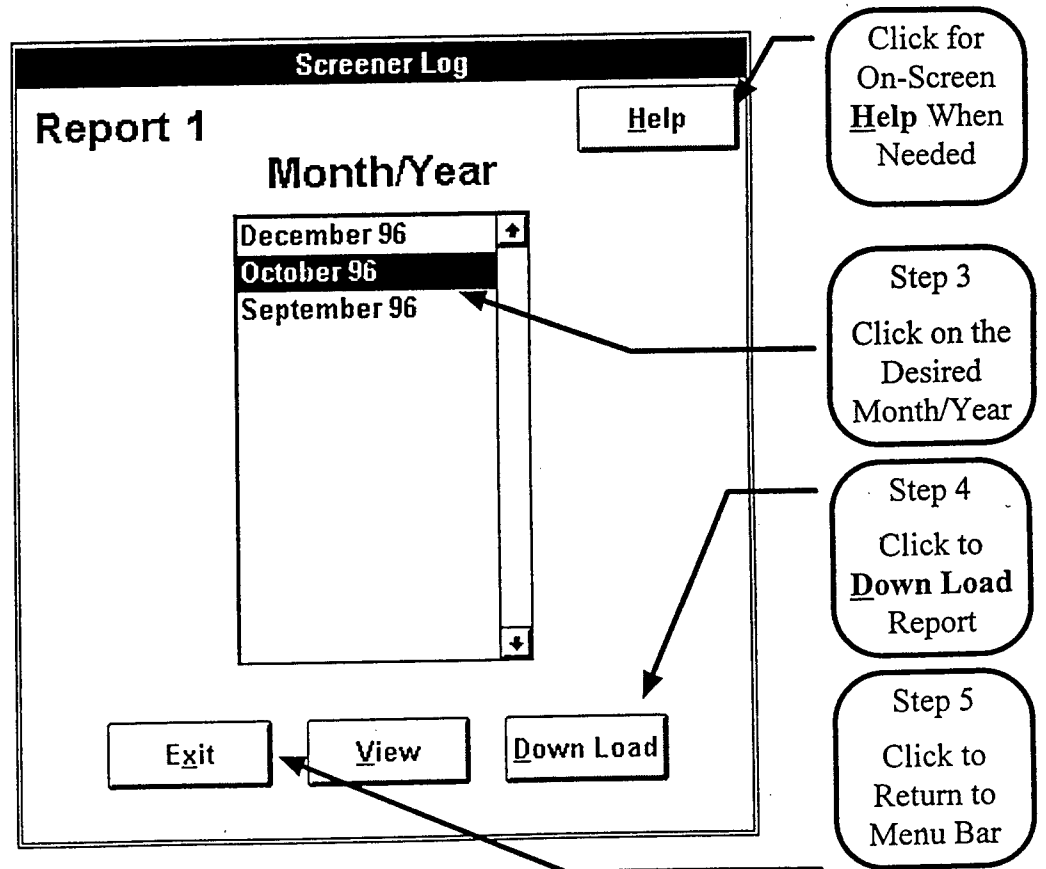 Screener Log
Report 1
Help
Month/Year
December 96
October 96
September 96
Exit
View
Down Load
Click for
On-Screen
Help When
Needed
Step 3
Click on the
Desired
Month/Year
Step 4
Click to
Down Load
Report
Step 5
Click to
Return to
Menu Bar